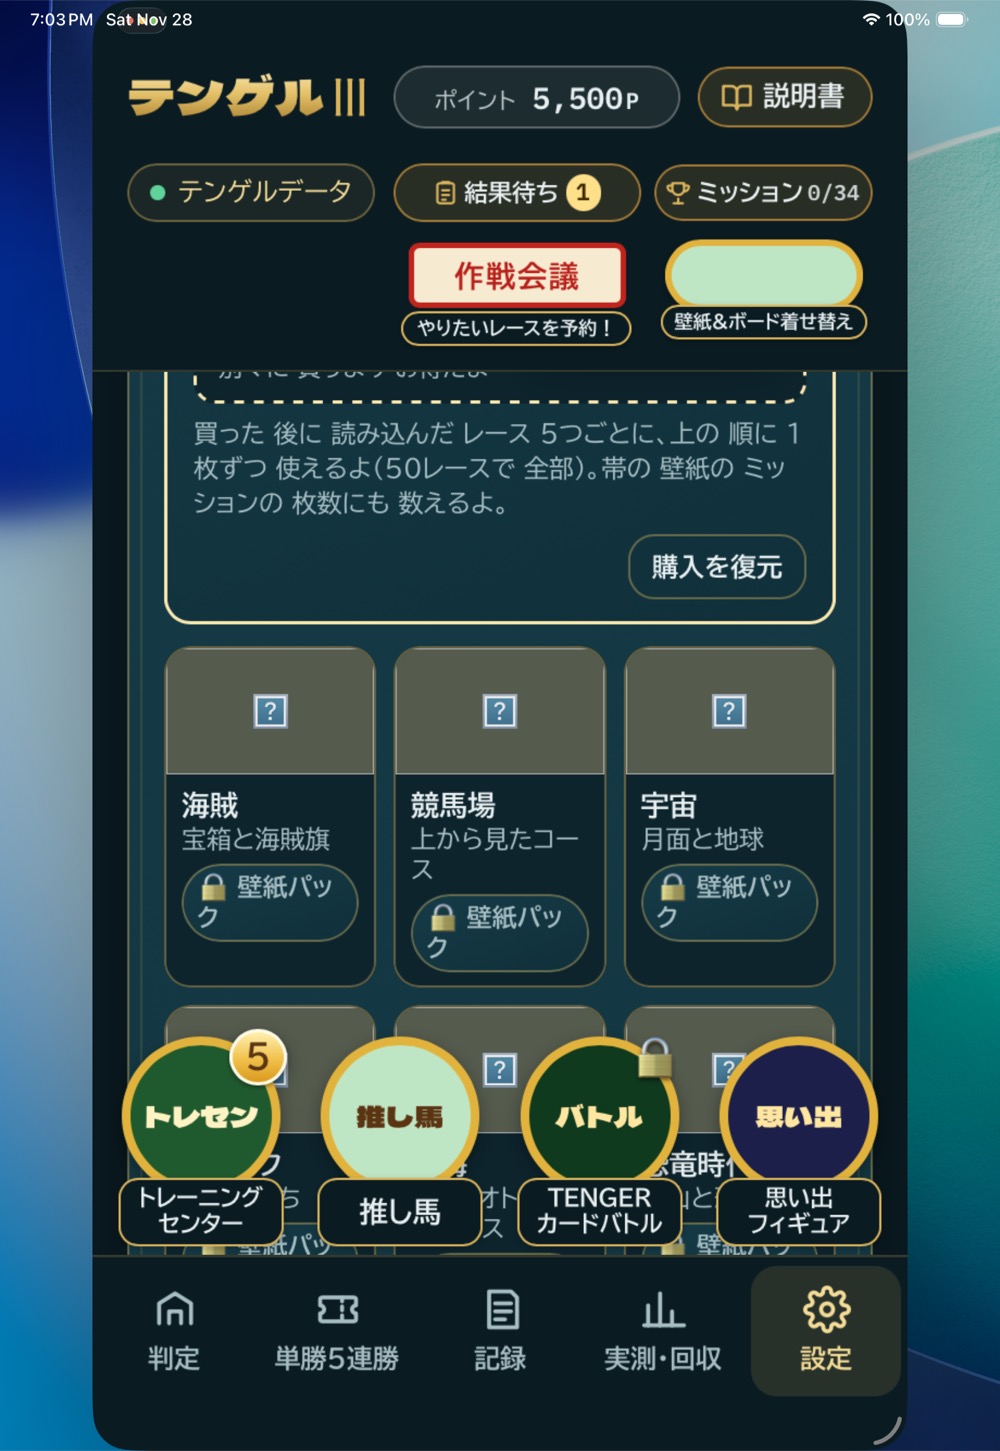 7:03 PM Sat Nov 28
100%
テンゲルIII
ポイント 5,500P
説明書
テンゲルデータ
結果待ち 1
ミッション 0/34
作戦会議
やりたいレースを予約！
壁紙&ボード着せ替え
買った 後に 読み込んだ レース 5つごとに、上の 順に 1
枚ずつ 使えるよ(50レースで 全部)。帯の 壁紙の ミッ
ションの 枚数にも 数えるよ。
購入を復元
海賊
宝箱と海賊旗
壁紙パッ
ク
競馬場
上から見たコー
ス
壁紙パッ
ク
宇宙
月面と地球
壁紙パッ
ク
5
トレセン
推し馬
バトル
思い出
竜時
トレーニング
センター
推し馬
TENGER
カードバトル
思い出
フィギュア
壁紙パッ
判定
単勝5連勝
記録
実測・回収
設定